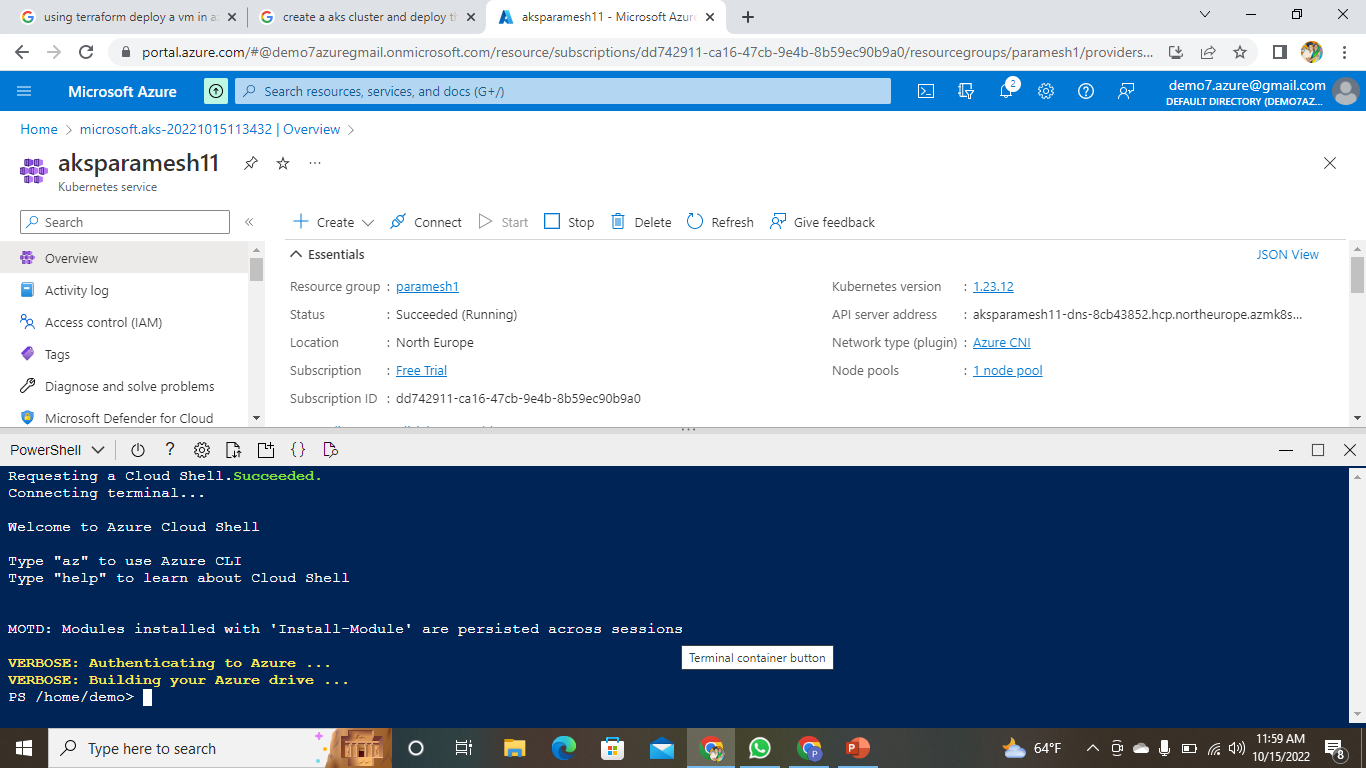 using terraform deploy a vm in a
create a aks cluster and deploy th
aksparamesh11 - Microsoft Azure
portal.azure.com/#@demo7azuregmail.onmicrosoft.com/resource/subscriptions/dd742911-ca16-47cb-9e4b-8b59ec90b9a0/resourcegroups/paramesh1/providers...
Microsoft Azure
Search resources, services, and docs (G+/)
2
demo7.azure@gmail.com
DEFAULT DIRECTORY (DEMO7AZ...
Home > microsoft.aks-20221015113432 | Overview >
aksparamesh11
Kubernetes service
Search
Create
Connect
Start
Stop
Delete
Refresh
Give feedback
Overview
Activity log
Access control (IAM)
Tags
Diagnose and solve problems
Microsoft Defender for Cloud
Essentials
JSON View
Resource group : paramesh1
Status : Succeeded (Running)
Location : North Europe
Subscription : Free Trial
Subscription ID : dd742911-ca16-47cb-9e4b-8b59ec90b9a0
Kubernetes version : 1.23.12
API server address : aksparamesh11-dns-8cb43852.hcp.northeurope.azmk8s...
Network type (plugin) : Azure CNI
Node pools : 1 node pool
PowerShell
Requesting a Cloud Shell.Succeeded.
Connecting terminal...
Welcome to Azure Cloud Shell
Type "az" to use Azure CLI
Type "help" to learn about Cloud Shell
MOTD: Modules installed with 'Install-Module' are persisted across sessions
VERBOSE: Authenticating to Azure ...
VERBOSE: Building your Azure drive ...
PS /home/demo>
Terminal container button
Type here to search
64°F
11:59 AM
10/15/2022
8